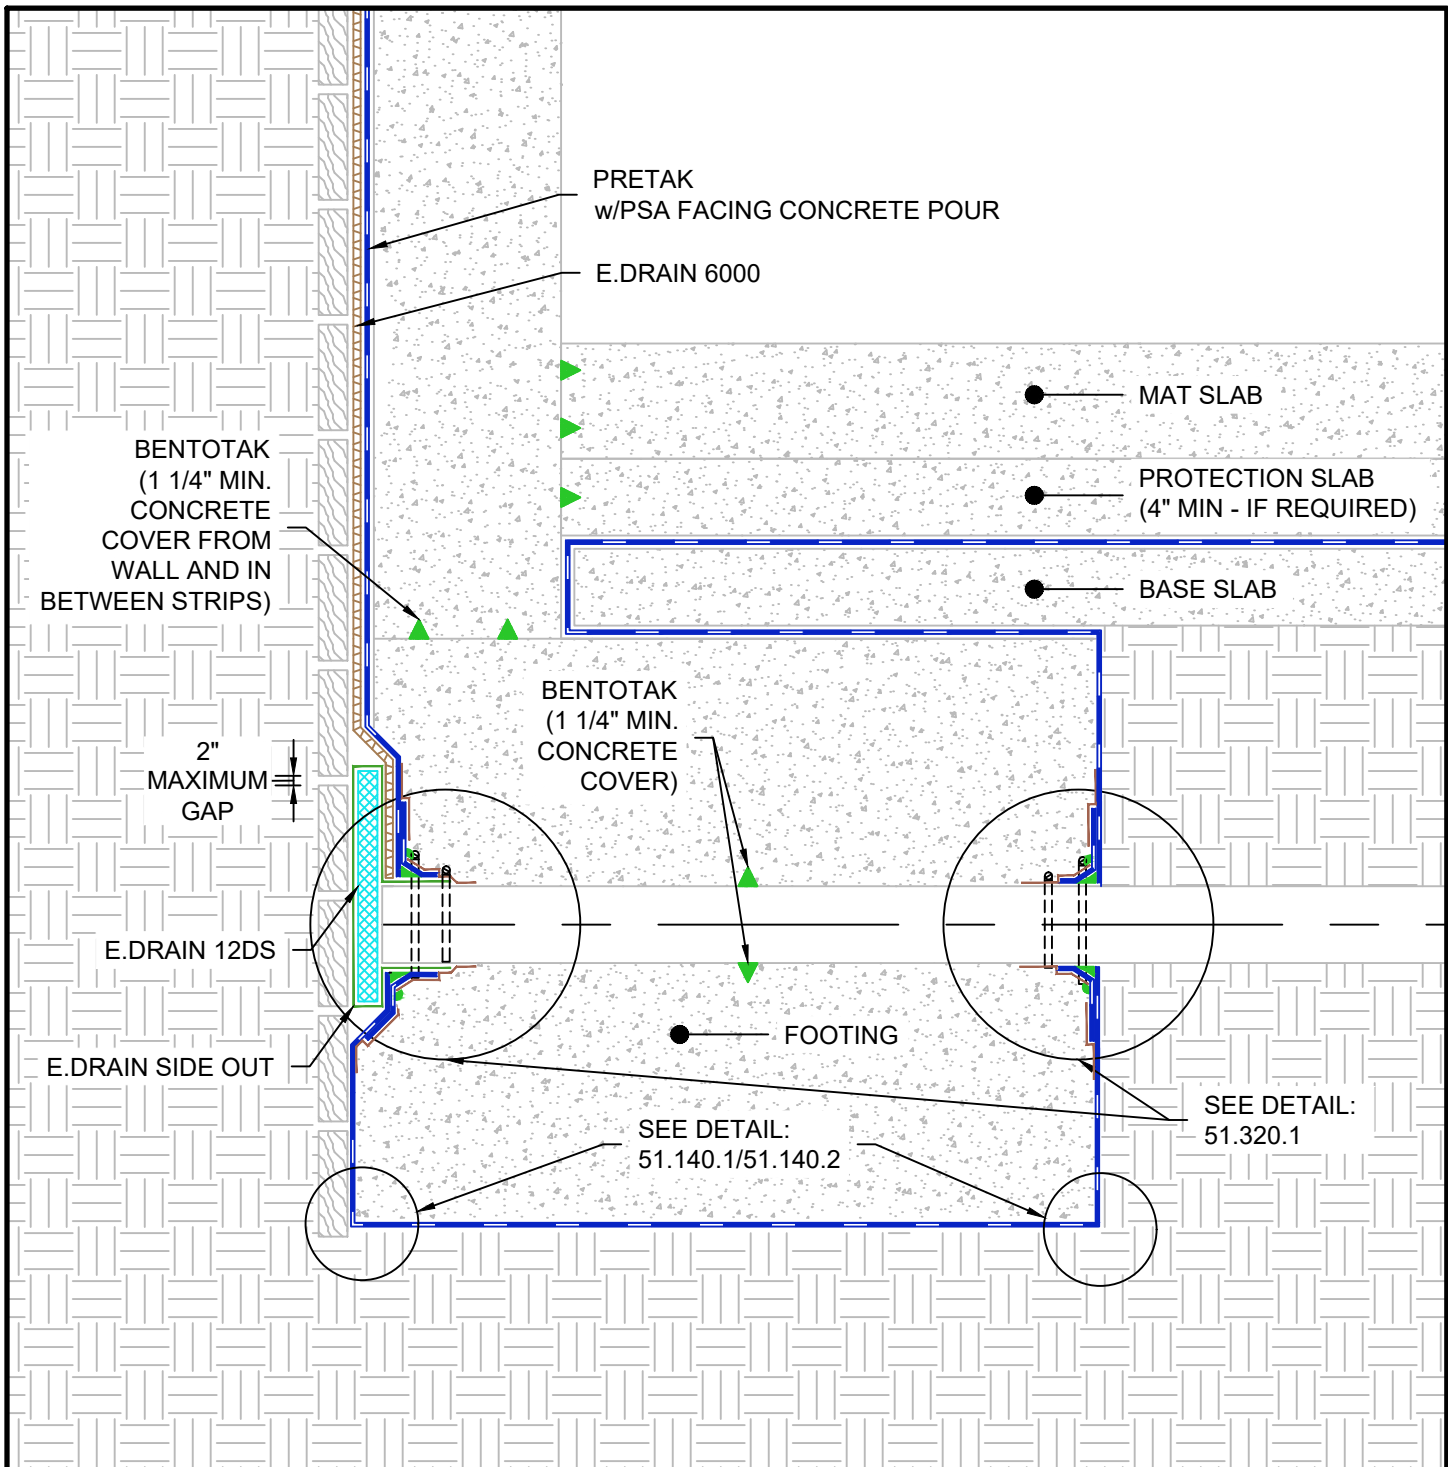 PRETAK
w/PSA FACING CONCRETE POUR
E.DRAIN 6000
MAT SLAB
BENTOTAK
(1 1/4" MIN.
CONCRETE
COVER FROM
WALL AND IN
BETWEEN STRIPS)
PROTECTION SLAB
(4" MIN - IF REQUIRED)
BASE SLAB
BENTOTAK
(1 1/4" MIN.
CONCRETE
COVER)
2"
MAXIMUM
GAP
E.DRAIN 12DS
FOOTING
E.DRAIN SIDE OUT
SEE DETAIL:
51.320.1
SEE DETAIL:
51.140.1/51.140.2